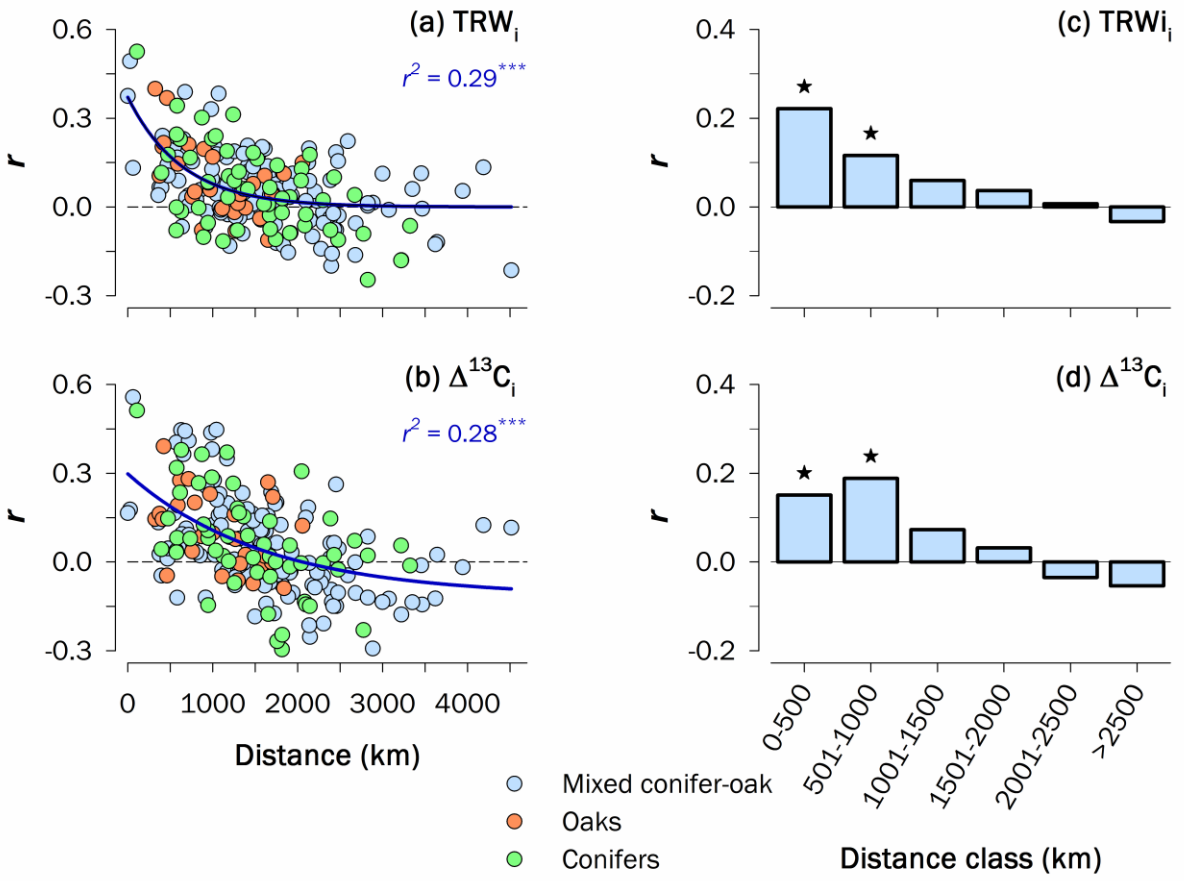 (a) TRWᵢ
r² = 0.29***
0.6
0.3
0.0
-0.3
r
(c) TRWiᵢ
0.4
0.2
0.0
-0.2
r
(b) Δ¹³Cᵢ
r² = 0.28***
0.6
0.3
0.0
-0.3
r
0 1000 2000 3000 4000
Distance (km)
(d) Δ¹³Cᵢ
0.4
0.2
0.0
-0.2
r
0-500
501-1000
1001-1500
1501-2000
2001-2500
>2500
Distance class (km)
Mixed conifer-oak
Oaks
Conifers